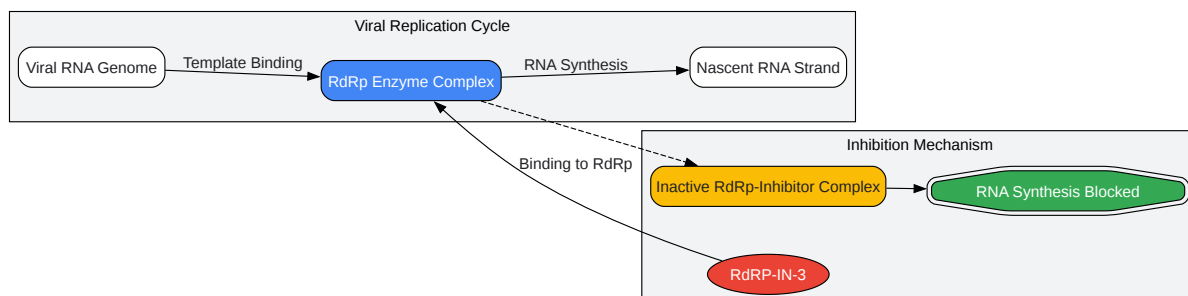 Viral Replication Cycle
Viral RNA Genome
Template Binding
RdRp Enzyme Complex
RNA Synthesis
Nascent RNA Strand
Inhibition Mechanism
Binding to RdRp
Inactive RdRp-Inhibitor Complex
RNA Synthesis Blocked
RdRP-IN-3